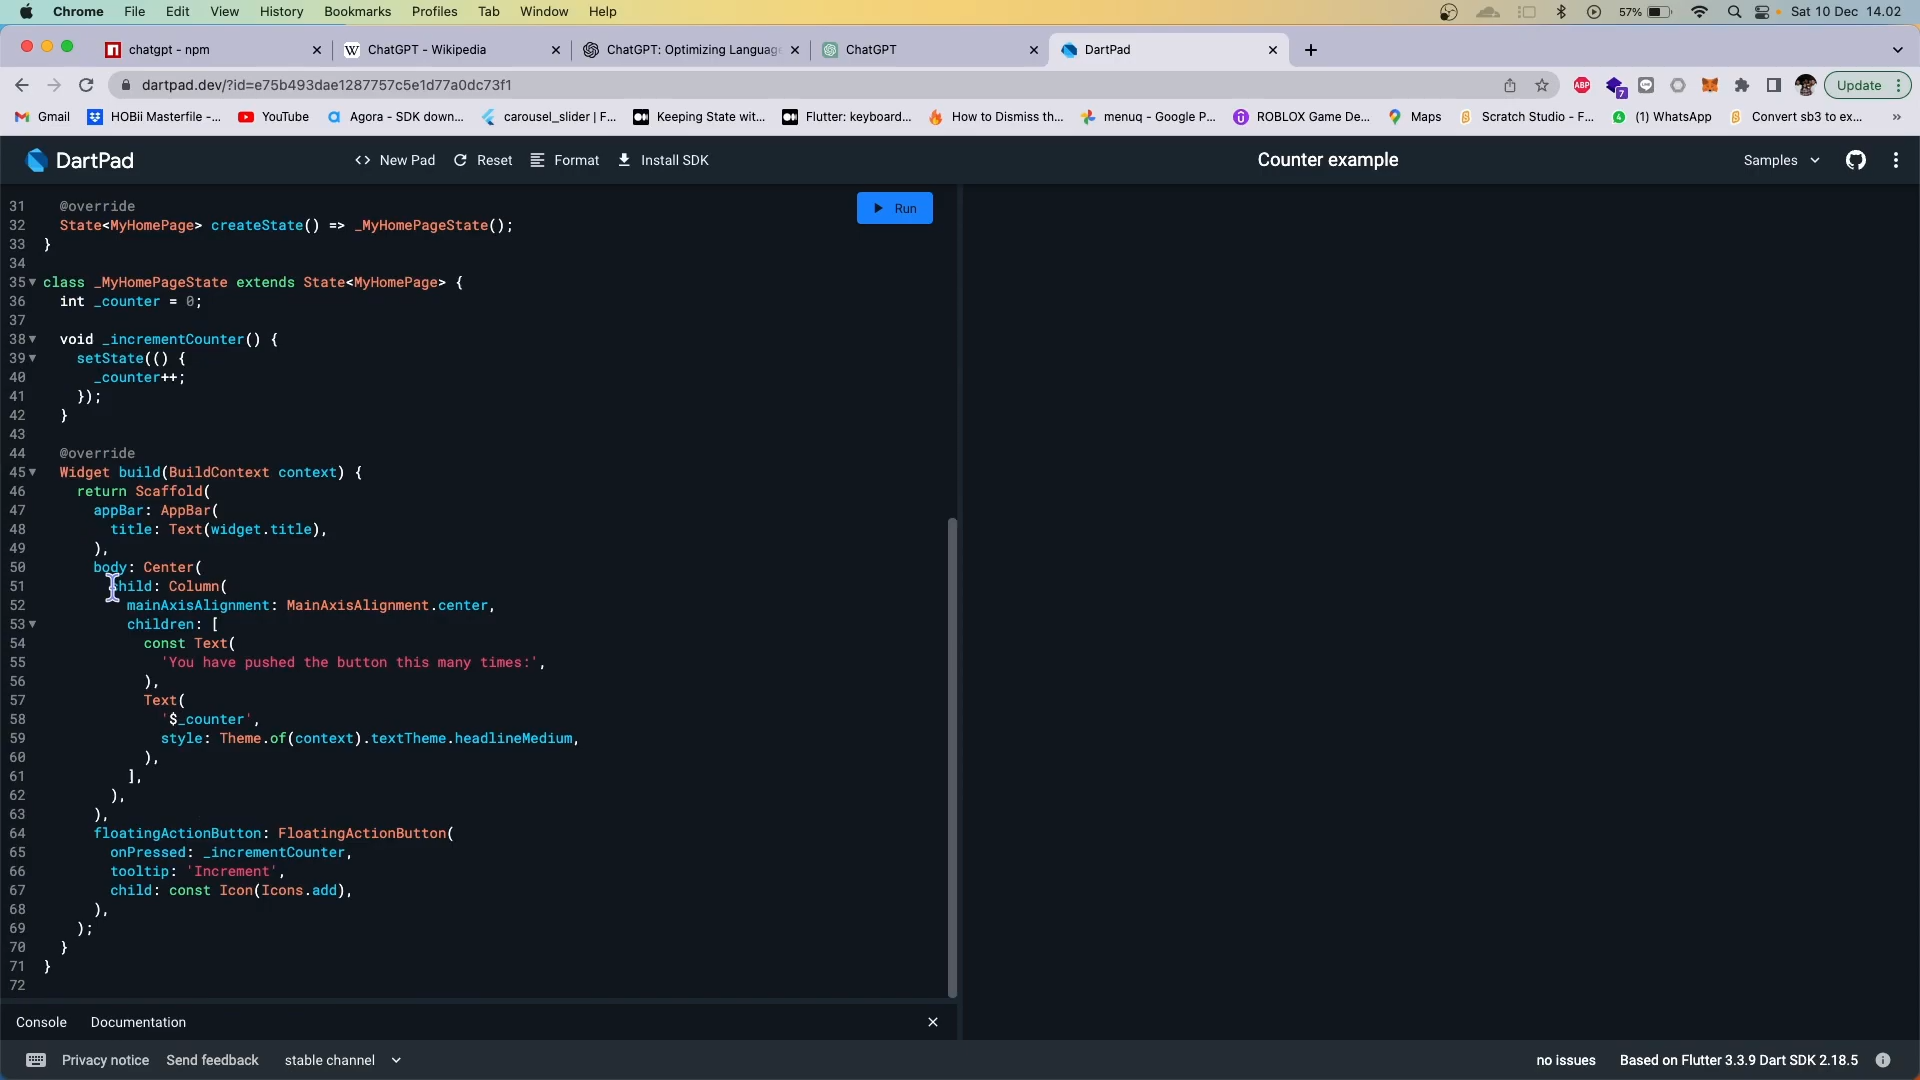 Chrome File Edit View History Bookmarks Profiles Tab Window Help 57% Sat 10 Dec 14.02
chatgpt - npm ChatGPT - Wikipedia ChatGPT: Optimizing Language ChatGPT DartPad
dartpad.dev/?id=e75b493dae1287757c5e1d77a0dc73f1 ABP 7 Update
Gmail HOBii Masterfile -... YouTube Agora - SDK down... carousel_slider | F... Keeping State wit... Flutter: keyboard... How to Dismiss th... menuq - Google P... ROBLOX Game De... Maps Scratch Studio - F... (1) WhatsApp Convert sb3 to ex... »
DartPad <> New Pad Reset Format Install SDK Counter example Samples
Run
31 @override
32 State<MyHomePage> createState() => _MyHomePageState();
33 }
34
35 class _MyHomePageState extends State<MyHomePage> {
36 int _counter = 0;
37
38 void _incrementCounter() {
39 setState(() {
40 _counter++;
41 });
42 }
43
44 @override
45 Widget build(BuildContext context) {
46 return Scaffold(
47 appBar: AppBar(
48 title: Text(widget.title),
49 ),
50 body: Center(
51 child: Column(
52 mainAxisAlignment: MainAxisAlignment.center,
53 children: [
54 const Text(
55 'You have pushed the button this many times:',
56 ),
57 Text(
58 '$_counter',
59 style: Theme.of(context).textTheme.headlineMedium,
60 ),
61 ],
62 ),
63 ),
64 floatingActionButton: FloatingActionButton(
65 onPressed: _incrementCounter,
66 tooltip: 'Increment',
67 child: const Icon(Icons.add),
68 ),
69 );
70 }
71 }
72
Console Documentation
Privacy notice Send feedback stable channel no issues Based on Flutter 3.3.9 Dart SDK 2.18.5